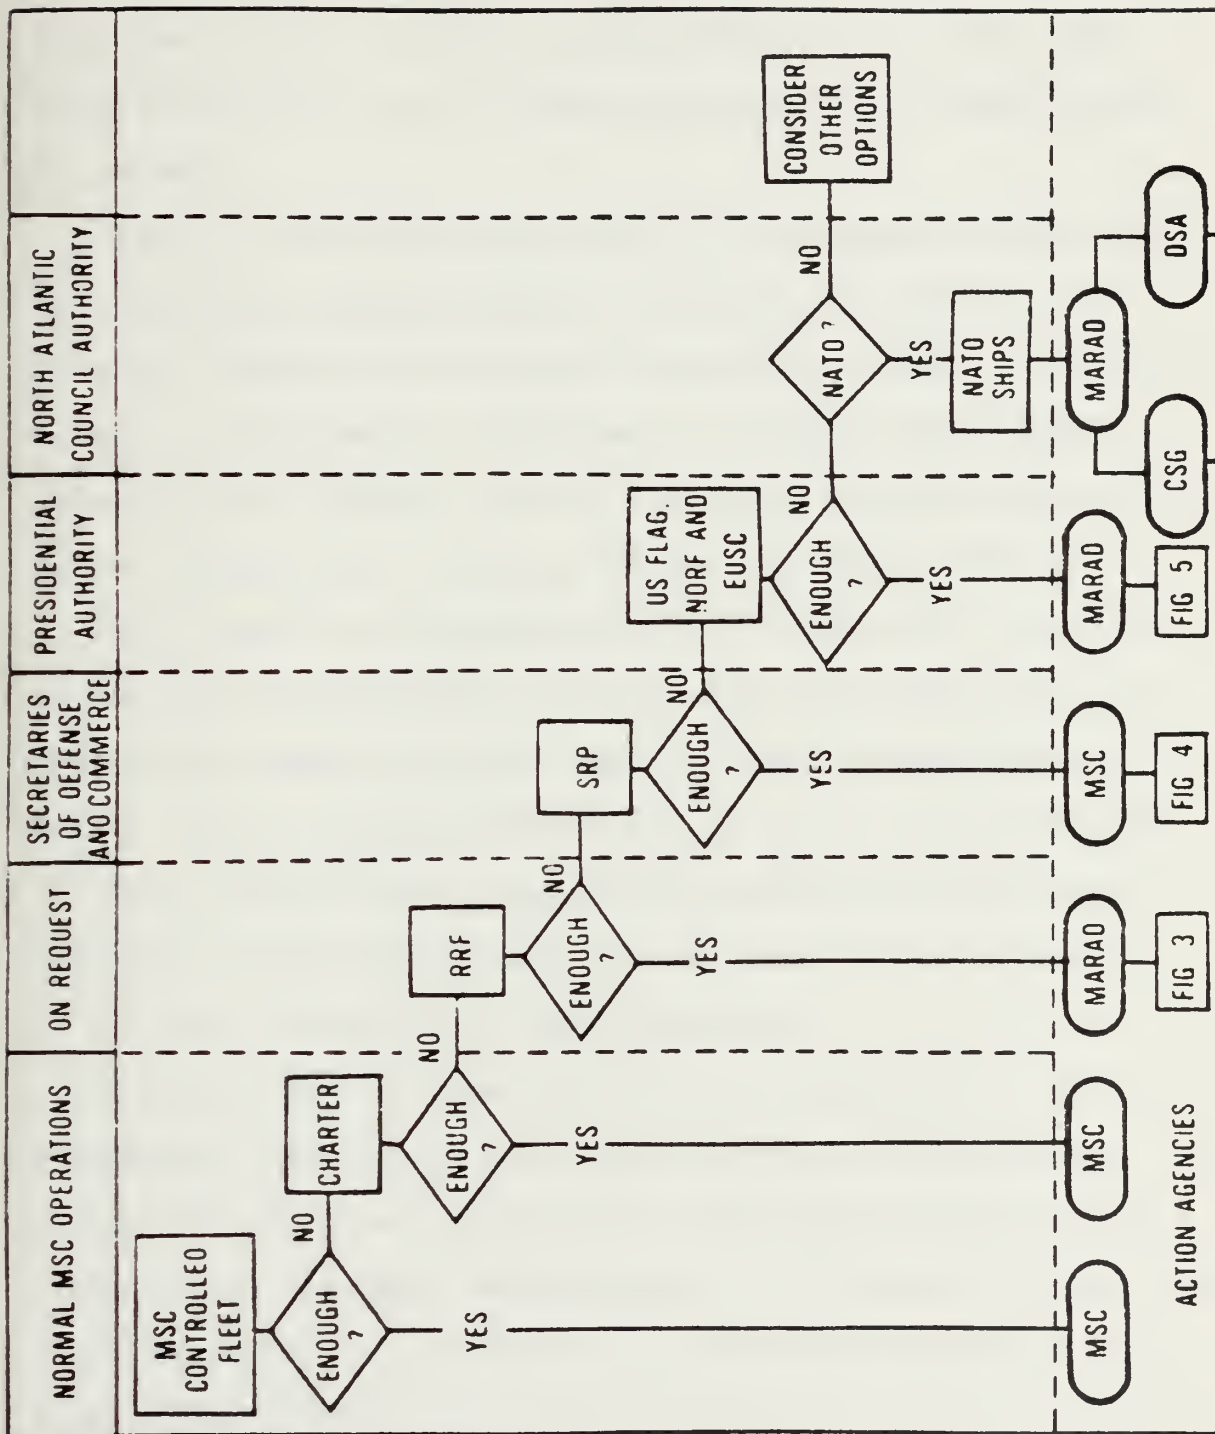 NORMAL MSC OPERATIONS
ON REQUEST
SECRETARIES
OF DEFENSE
AND COMMERCE
PRESIDENTIAL
AUTHORITY
NORTH ATLANTIC
COUNCIL AUTHORITY
MSC
CONTROLLED
FLEET
ENOUGH
?
NO
YES
CHARTER
ENOUGH
?
NO
YES
RRF
ENOUGH
?
NO
YES
SRP
ENOUGH
?
NO
YES
US FLAG.
NDRF AND
EUSC
ENOUGH
?
NO
YES
NATO ?
NO
YES
NATO
SHIPS
CONSIDER
OTHER
OPTIONS
MSC
MSC
MARAD
MSC
MARAD
MARAD
FIG 3
FIG 4
FIG 5
CSG
DSA
ACTION AGENCIES